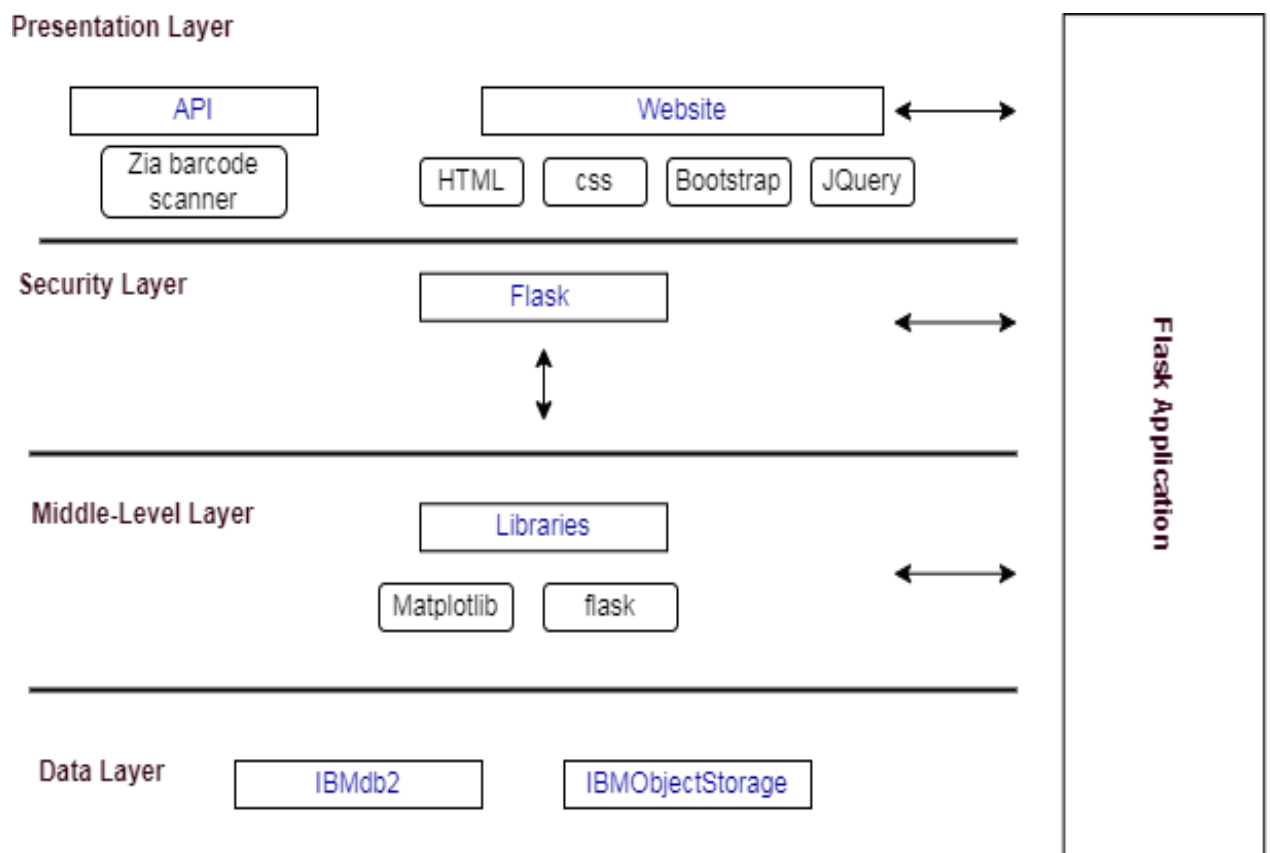 Presentation Layer
API
Website
Zia barcode
scanner
HTML
css
Bootstrap
JQuery
Security Layer
Flask
Middle-Level Layer
Libraries
Matplotlib
flask
Data Layer
IBMdb2
IBMObjectStorage
Flask Application